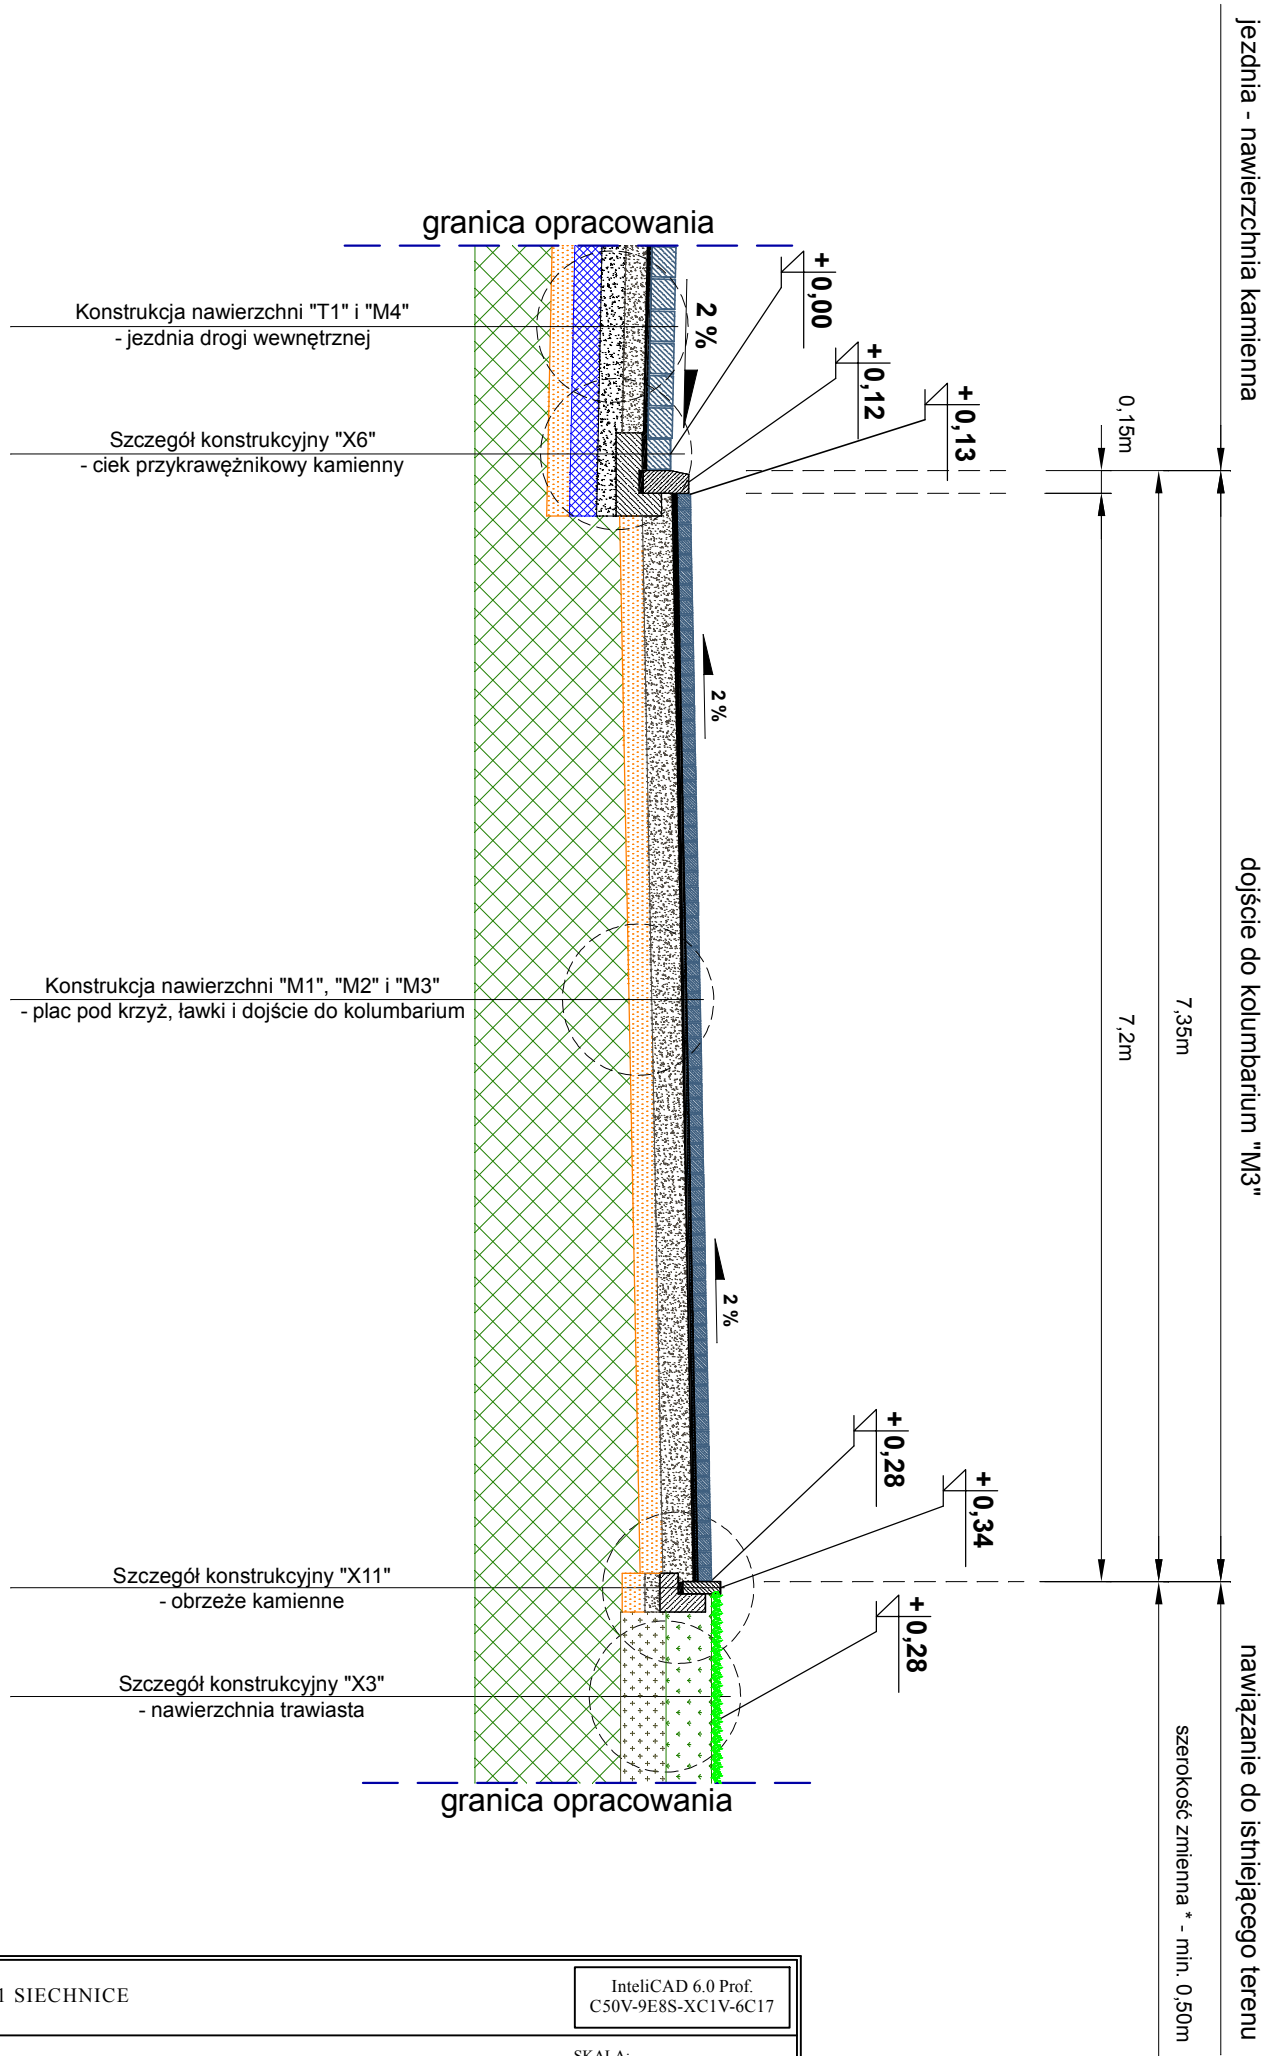 jezdnia - nawierzchnia kamienna
dojście do kolumbarium "M3"
nawiązanie do istniejącego terenu
0,15m
7,35m
7,2m
szerokość zmienna * - min. 0,50m
granica opracowania
+0,00
+0,12
+0,13
2 %
Konstrukcja nawierzchni "T1" i "M4"
- jezdnia drogi wewnętrznej
Szczegół konstrukcyjny "X6"
- ciek przykrawężnikowy kamienny
2 %
Konstrukcja nawierzchni "M1", "M2" i "M3"
- plac pod krzyż, ławki i dojście do kolumbarium
2 %
+0,28
+0,34
+0,28
Szczegół konstrukcyjny "X11"
- obrzeże kamienne
Szczegół konstrukcyjny "X3"
- nawierzchnia trawiasta
granica opracowania
1 SIECHNICE
InteliCAD 6.0 Prof.
C50V-9E8S-XC1V-6C17
SKALA: